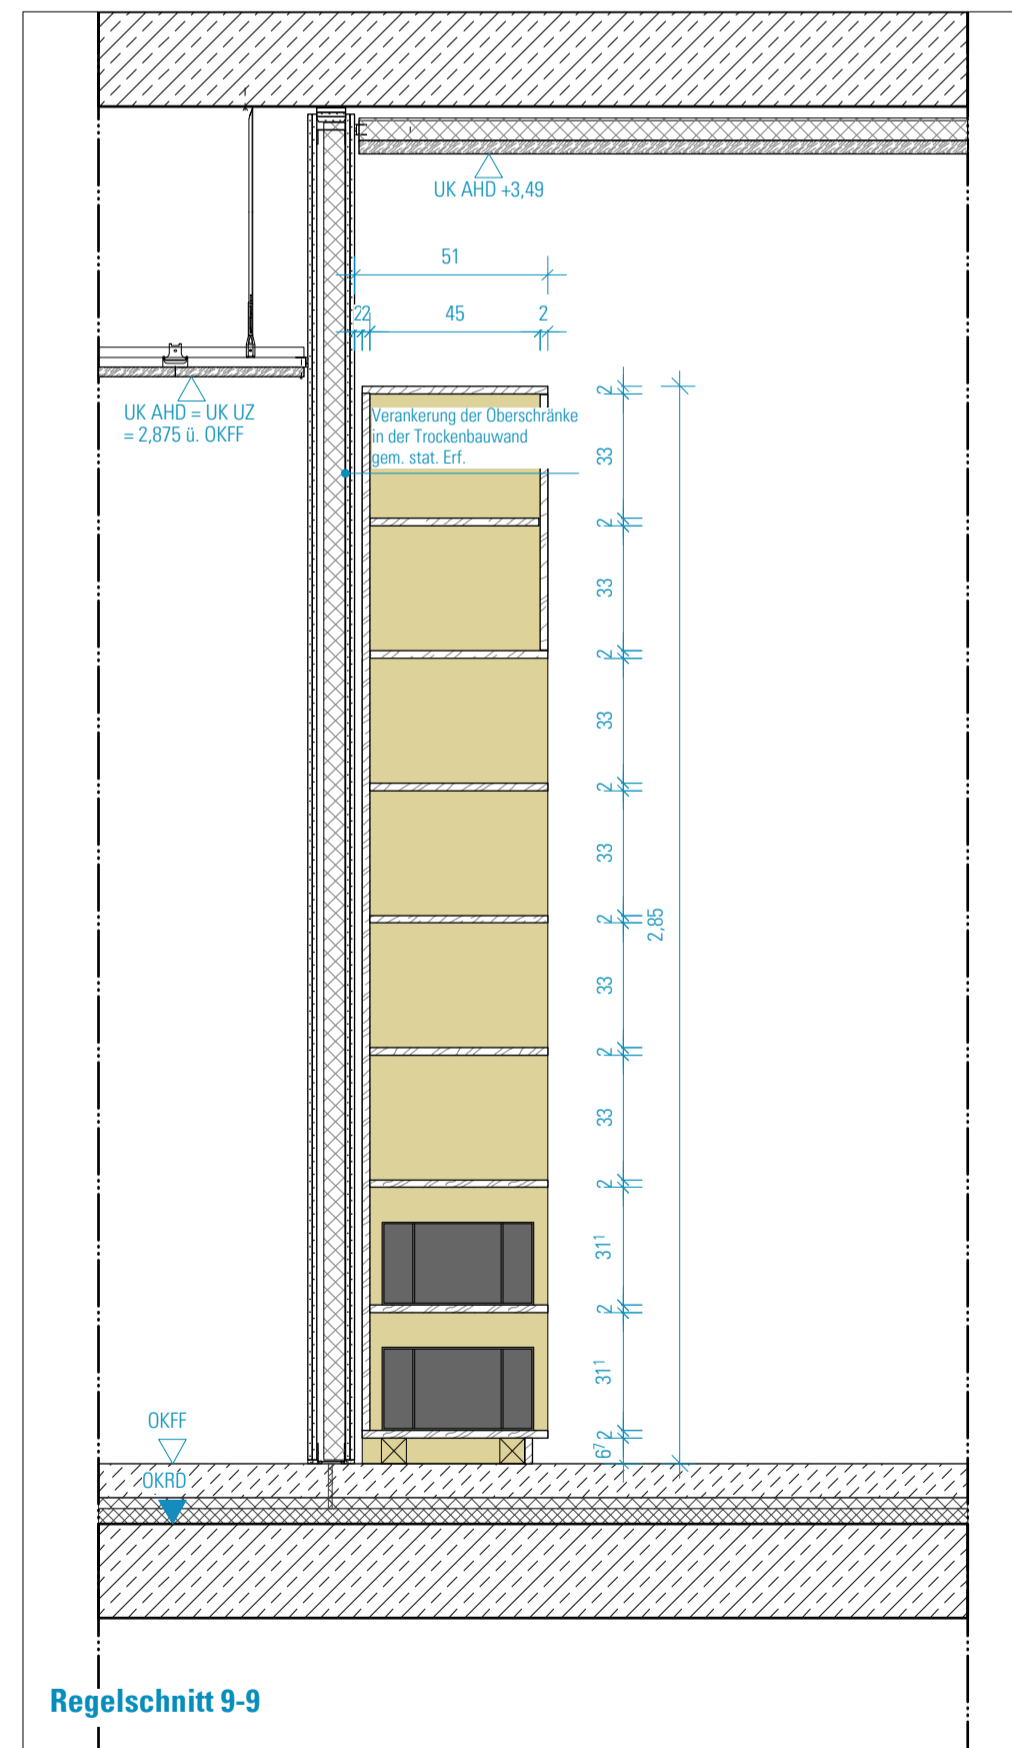 UK AHD +3,49
51
2 2 45 2
UK AHD = UK UZ
= 2,875 ü. OKFF
Verankerung der Oberschränke
in der Trockenbauwand
gem. stat. Erf.
2
33
2
33
2
33
2
33
2
33
2
33
2
31¹
2
31¹
2
6⁷
2,85
OKFF
OKRD
Regelschnitt 9-9